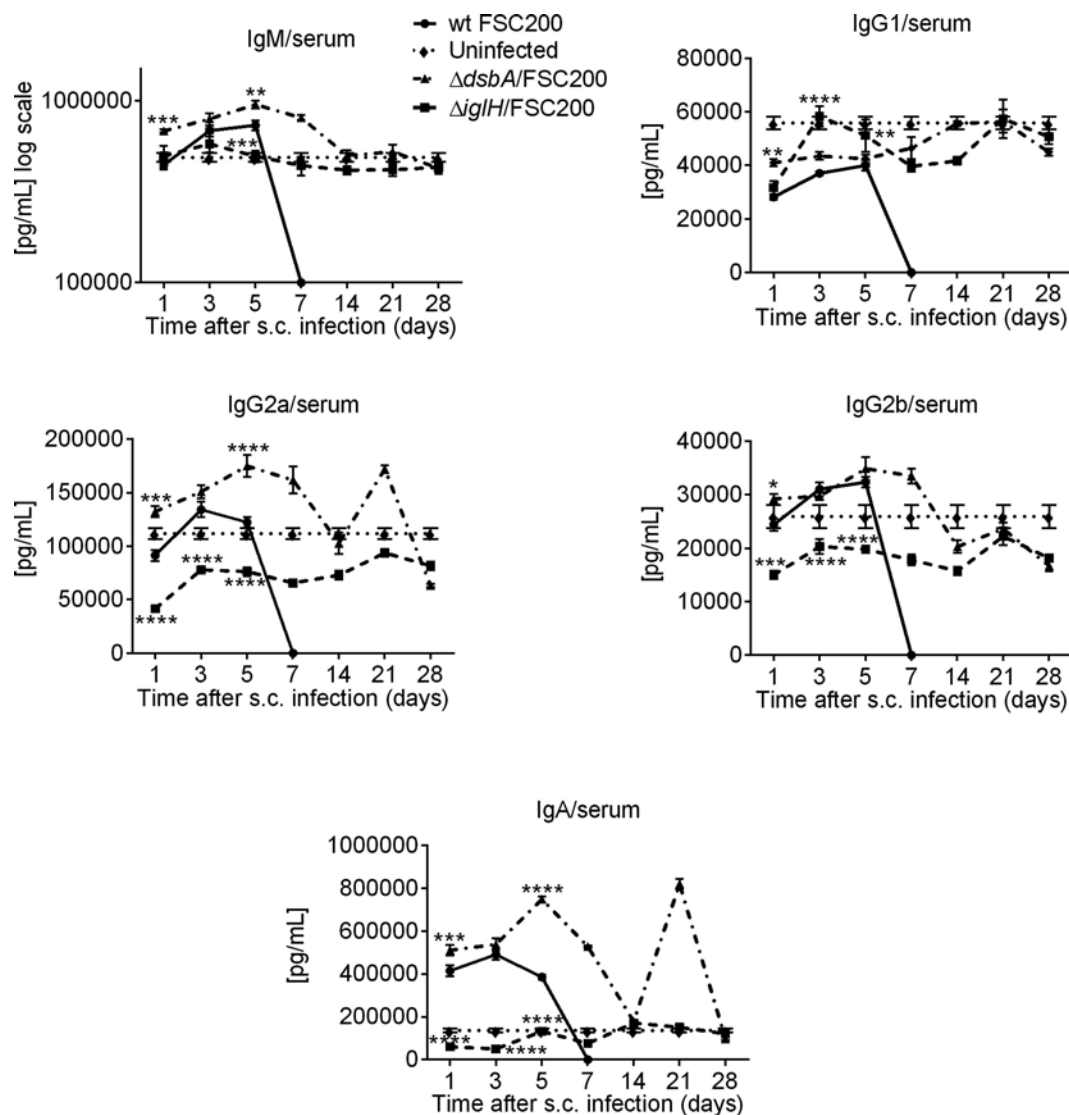 IgM/serum
wt FSC200
Uninfected
ΔdsbA/FSC200
ΔiglH/FSC200
[pg/mL] log scale
1000000
100000
***
**
***
1 3 5 7 14 21 28
Time after s.c. infection (days)
IgG1/serum
[pg/mL]
80000
60000
40000
20000
0
****
**
**
1 3 5 7 14 21 28
Time after s.c. infection (days)
IgG2a/serum
[pg/mL]
200000
150000
100000
50000
0
****
***
****
****
****
1 3 5 7 14 21 28
Time after s.c. infection (days)
IgG2b/serum
[pg/mL]
40000
30000
20000
10000
0
*
****
***
****
1 3 5 7 14 21 28
Time after s.c. infection (days)
IgA/serum
[pg/mL]
1000000
800000
600000
400000
200000
0
****
***
****
****
****
1 3 5 7 14 21 28
Time after s.c. infection (days)